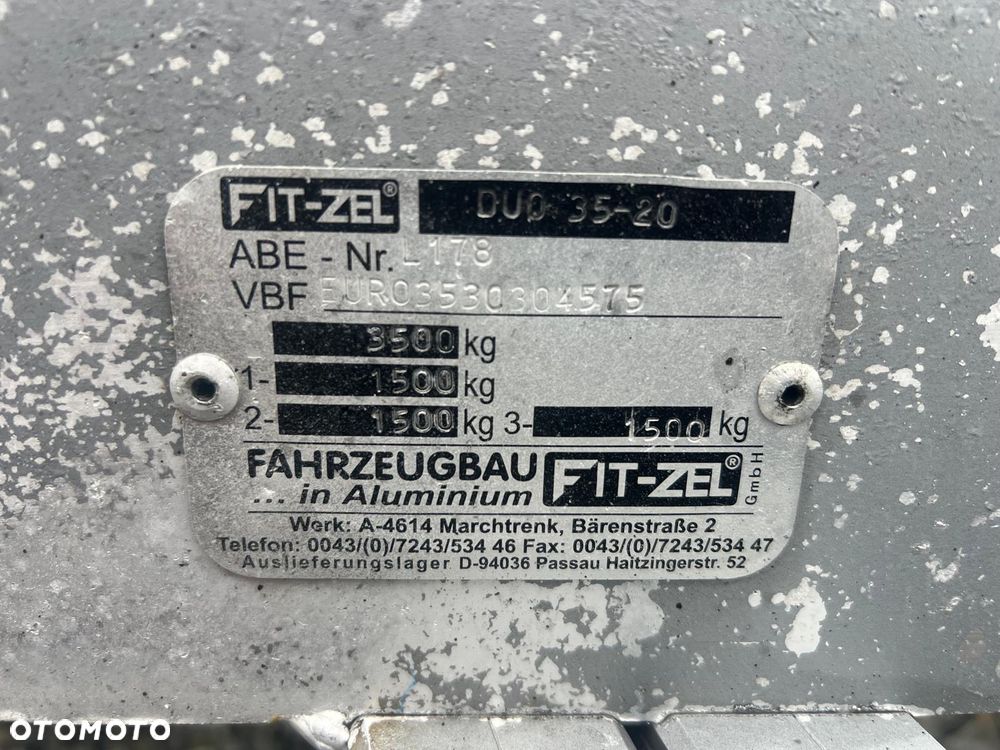 FIT-ZEL® DUO 35-20
ABE - Nr. L178
VBF EURO3530304575
3500 kg
1- 1500 kg
2- 1500 kg 3- 1500 kg
FAHRZEUGBAU
... in Aluminium FIT-ZEL® GmbH
Werk: A-4614 Marchtrenk, Bärenstraße 2
Telefon: 0043/(0)/7243/534 46 Fax: 0043/(0)/7243/534 47
Auslieferungslager D-94036 Passau Haitzingerstr. 52
OTOMOTO
OTOMOTO